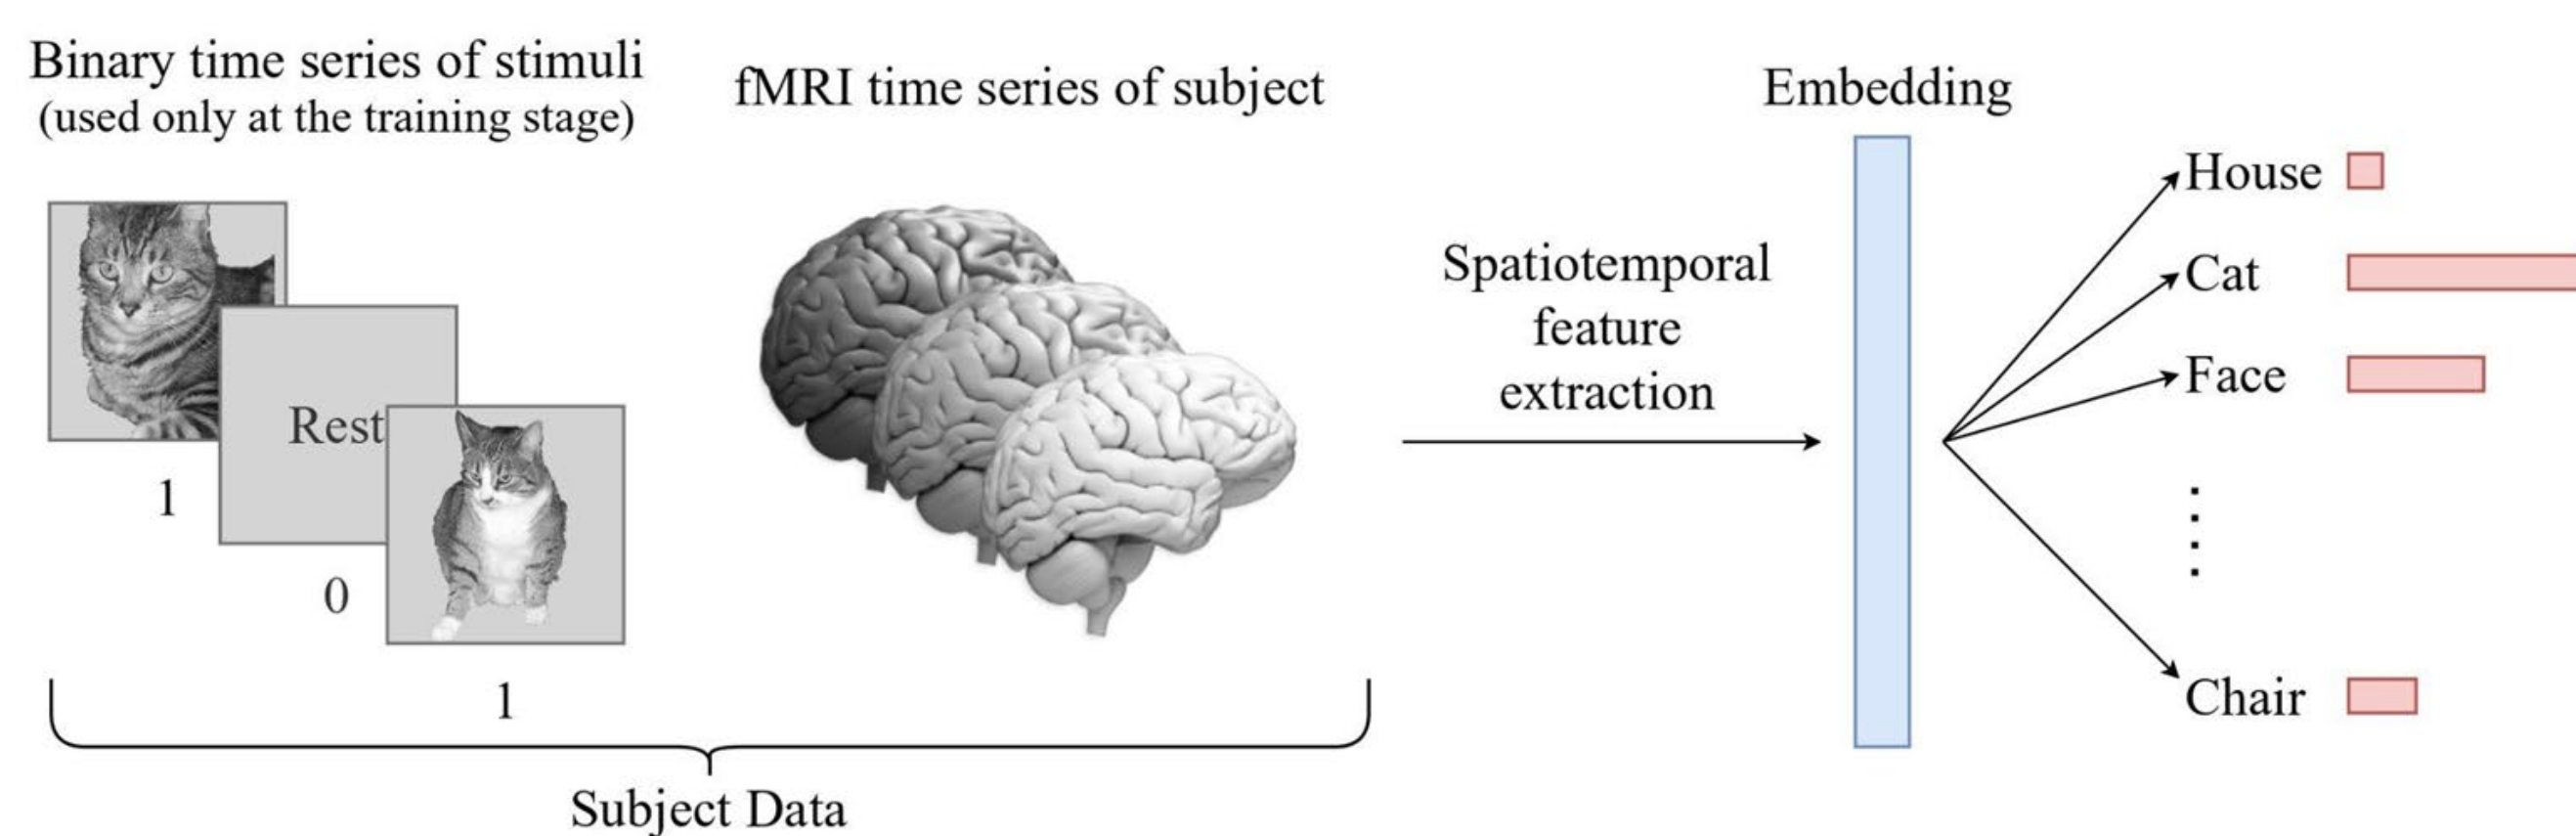 Binary time series of stimuli
(used only at the training stage)
fMRI time series of subject
Embedding
House
Cat
Face
Chair
Spatiotemporal
feature
extraction
Rest
1
0
1
Subject Data